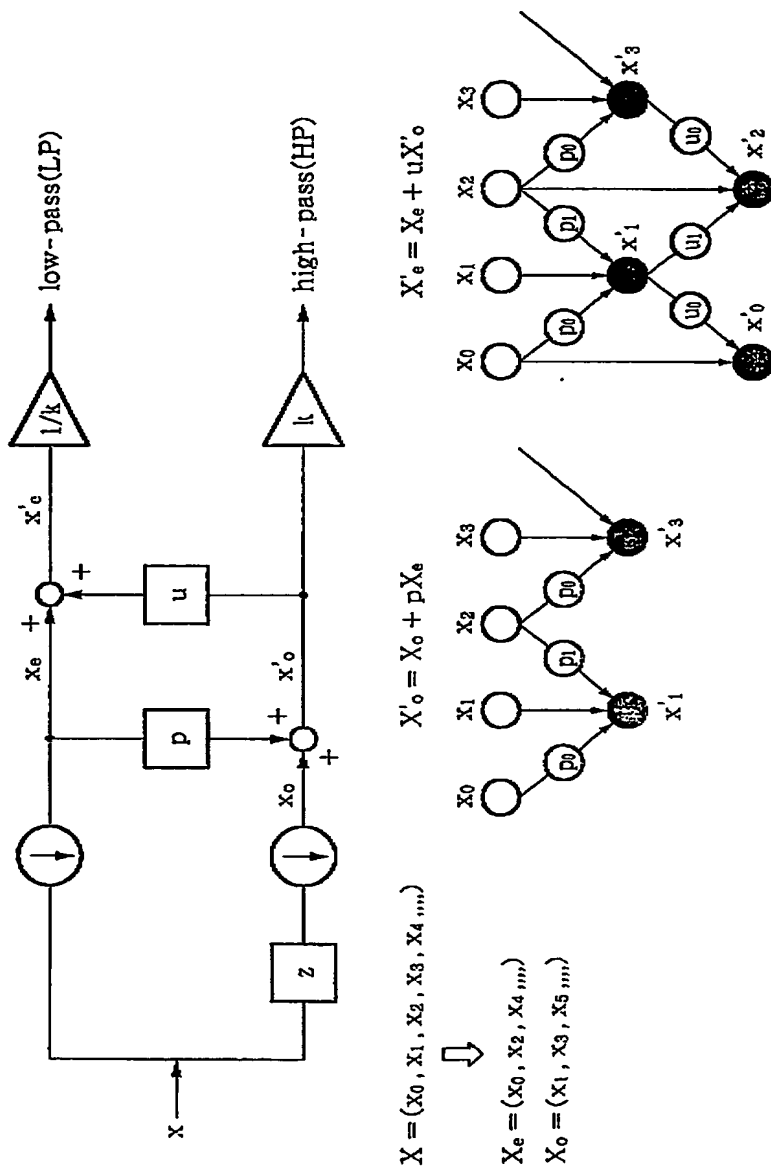 low-pass(LP)
1/k
x'e
+
+
xe
u
p
high-pass(HP)
k
x'o
+
+
xo
z
x
X=(x0, x1, x2, x3, x4,,,,,)
Xe=(x0, x2, x4,,,,,)
Xo=(x1, x3, x5,,,,,)
X'o = Xo + pXe
x0 x1 x2 x3
p0 p1 p0
x'1 x'3
X'e = Xe + uX'o
x0 x1 x2 x3
p0 p1 p0
x'1 x'3
u0 u1 u0
x'0 x'2